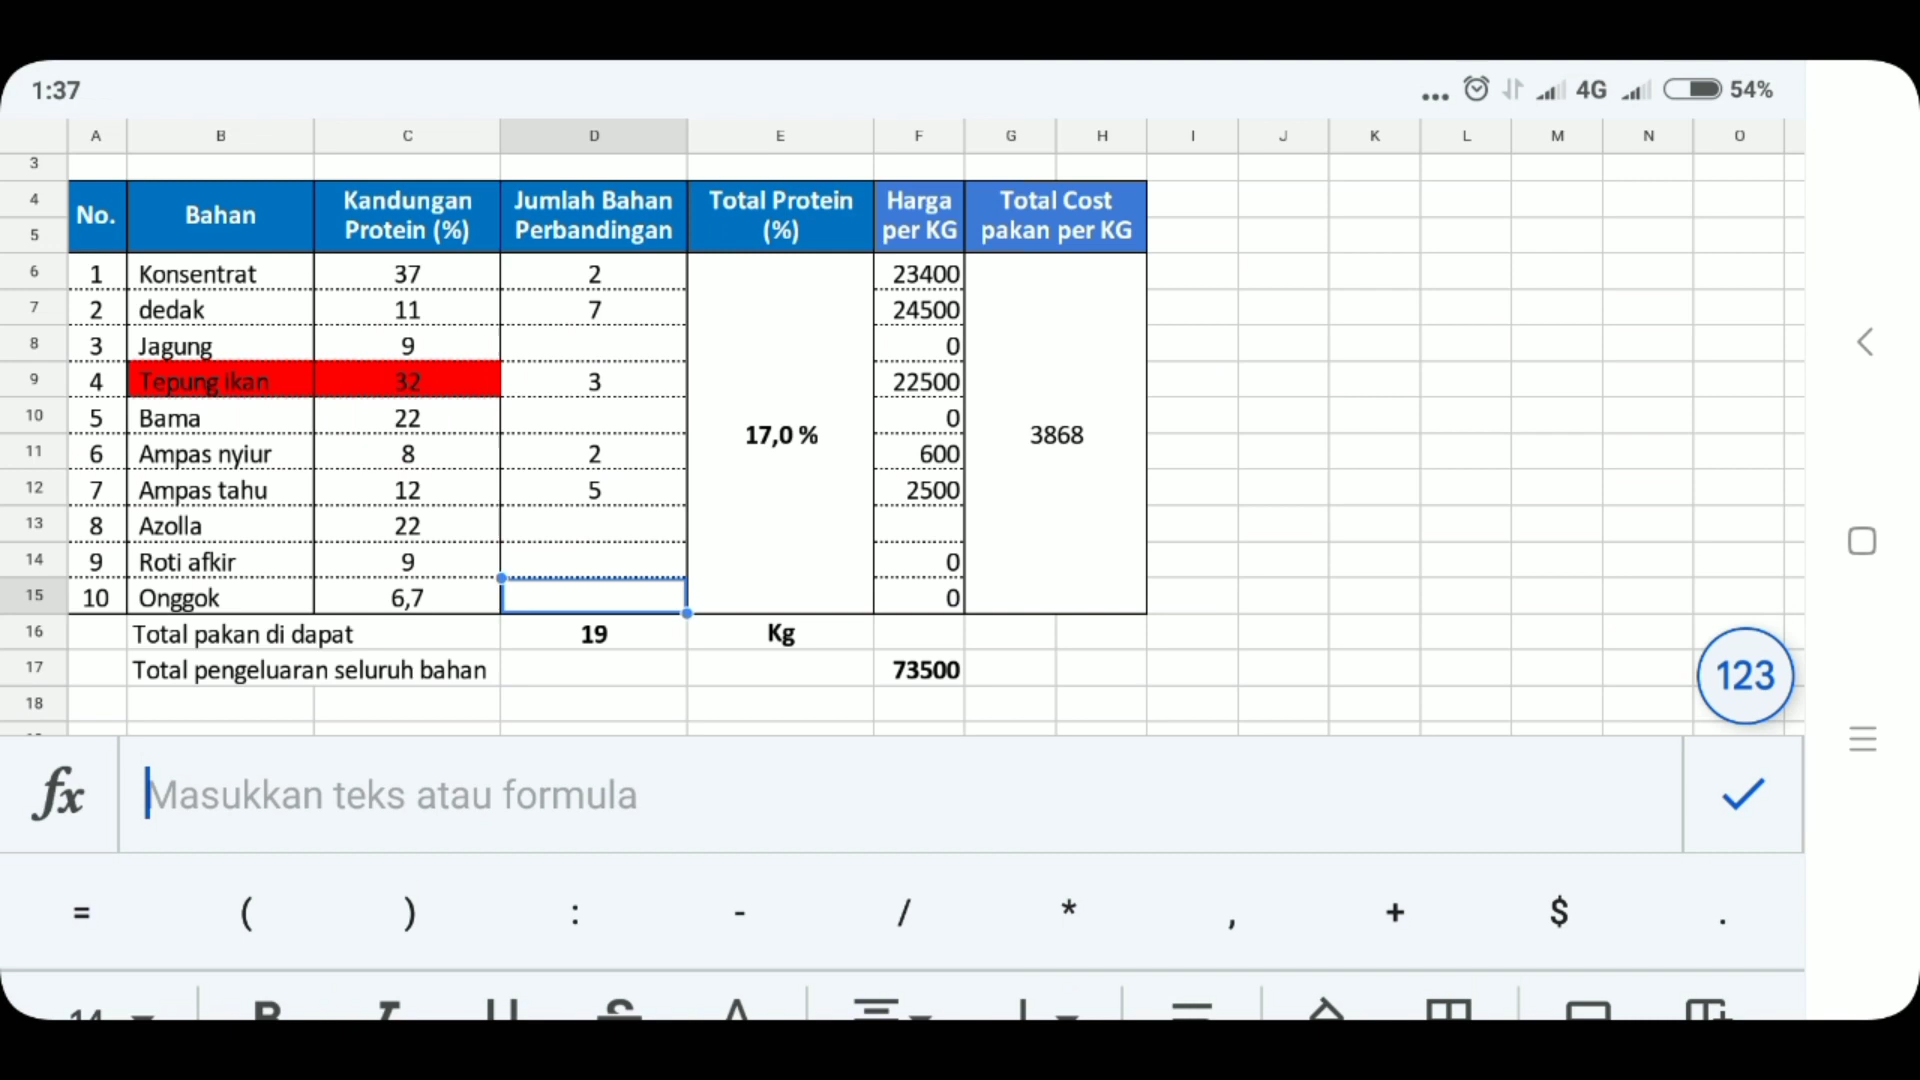 1:37
... 4G 54%
A B C D E F G H I J K L M N O
3
4
5
No. Bahan Kandungan Protein (%) Jumlah Bahan Perbandingan Total Protein (%) Harga per KG Total Cost pakan per KG
6 1 Konsentrat 37 2 23400
7 2 dedak 11 7 24500
8 3 Jagung 9 0
9 4 Tepung ikan 32 3 22500
10 5 Bama 22 0
17,0 % 3868
11 6 Ampas nyiur 8 2 600
12 7 Ampas tahu 12 5 2500
13 8 Azolla 22
14 9 Roti afkir 9 0
15 10 Onggok 6,7 0
16 Total pakan di dapat 19 Kg
17 Total pengeluaran seluruh bahan 73500
18
123
fx Masukkan teks atau formula
= ( ) : - / * , + $ .
14 B I U S A